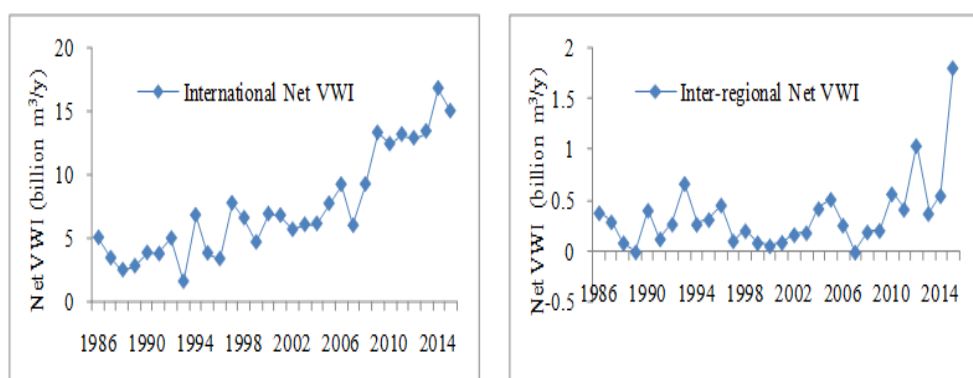 Net VWI (billion m³/y)
20
15
10
5
0
International Net VWI
1986 1990 1994 1998 2002 2006 2010 2014
Net VWI (billion m³/y)
2
1.5
1
0.5
0
-0.5
Inter-regional Net VWI
1986 1990 1994 1998 2002 2006 2010 2014